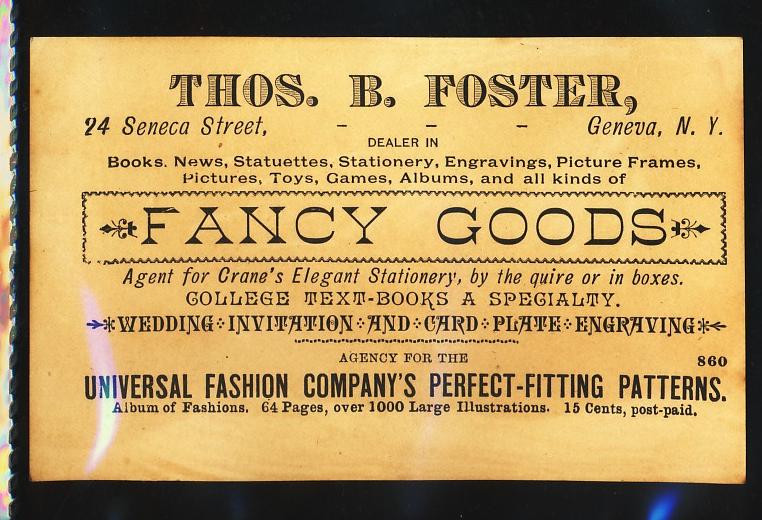 THOS. B. FOSTER,
24 Seneca Street, - - - Geneva, N. Y.
DEALER IN
Books. News, Statuettes, Stationery, Engravings, Picture Frames,
Pictures, Toys, Games, Albums, and all kinds of
FANCY GOODS
Agent for Crane's Elegant Stationery, by the quire or in boxes.
COLLEGE TEXT-BOOKS A SPECIALTY.
WEDDING INVITATION AND CARD PLATE ENGRAVING
AGENCY FOR THE 860
UNIVERSAL FASHION COMPANY'S PERFECT-FITTING PATTERNS.
Album of Fashions. 64 Pages, over 1000 Large Illustrations. 15 Cents, post-paid.